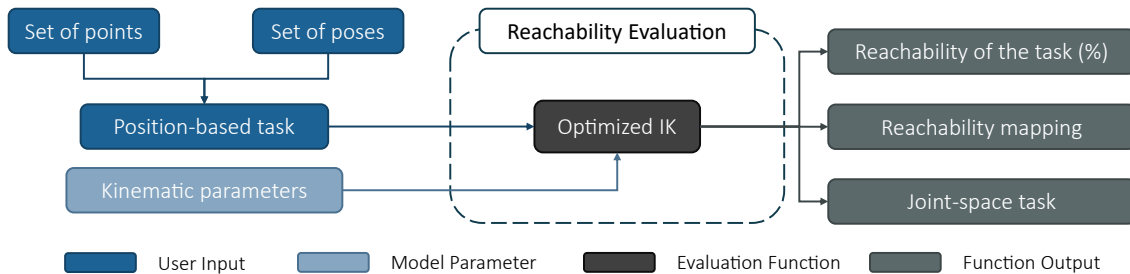 Set of points
Set of poses
Reachability Evaluation
Reachability of the task (%)
Position-based task
Optimized IK
Reachability mapping
Kinematic parameters
Joint-space task
User Input
Model Parameter
Evaluation Function
Function Output